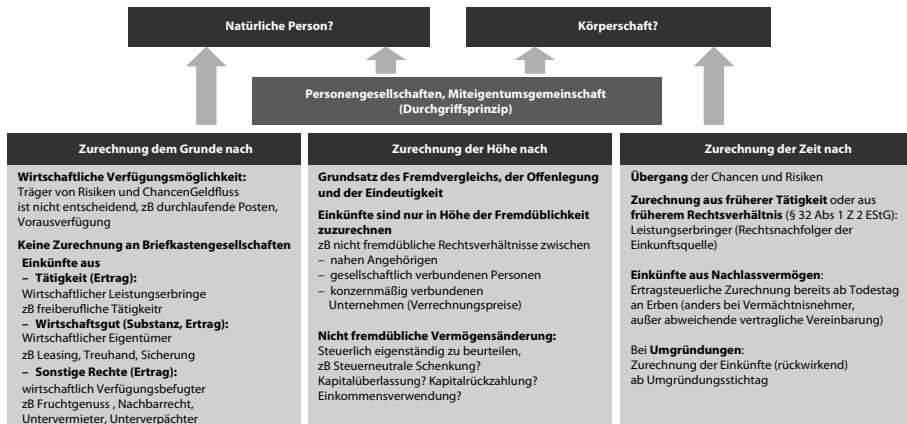 Natürliche Person?
Körperschaft?
Personengesellschaften, Miteigentumsgemeinschaft
(Durchgriffsprinzip)
Zurechnung dem Grunde nach
Wirtschaftliche Verfügungsmöglichkeit:
Träger von Risiken und ChancenGeldfluss
ist nicht entscheidend, zB durchlaufende Posten,
Vorausverfügung
Keine Zurechnung an Briefkastengesellschaften
Einkünfte aus
– Tätigkeit (Ertrag):
Wirtschaftlicher Leistungserbringe
zB freiberufliche Tätigkeitr
– Wirtschaftsgut (Substanz, Ertrag):
Wirtschaftlicher Eigentümer
zB Leasing, Treuhand, Sicherung
– Sonstige Rechte (Ertrag):
wirtschaftlich Verfügungsbefugter
zB Fruchtgenuss , Nachbarrecht,
Untervermieter, Unterverpächter
Zurechnung der Höhe nach
Grundsatz des Fremdvergleichs, der Offenlegung
und der Eindeutigkeit
Einkünfte sind nur in Höhe der Fremdüblichkeit
zuzurechnen
zB nicht fremdübliche Rechtsverhältnisse zwischen
– nahen Angehörigen
– gesellschaftlich verbundenen Personen
– konzernmäßig verbundenen
Unternehmen (Verrechnungspreise)
Nicht fremdübliche Vermögensänderung:
Steuerlich eigenständig zu beurteilen,
zB Steuerneutrale Schenkung?
Kapitalüberlassung? Kapitalrückzahlung?
Einkommensverwendung?
Zurechnung der Zeit nach
Übergang der Chancen und Risiken
Zurechnung aus früherer Tätigkeit oder aus
früherem Rechtsverhältnis (§ 32 Abs 1 Z 2 EStG):
Leistungserbringer (Rechtsnachfolger der
Einkunftsquelle)
Einkünfte aus Nachlassvermögen:
Ertragsteuerliche Zurechnung bereits ab Todestag
an Erben (anders bei Vermächtnisnehmer,
außer abweichende vertragliche Vereinbarung)
Bei Umgründungen:
Zurechnung der Einkünfte (rückwirkend)
ab Umgründungsstichtag